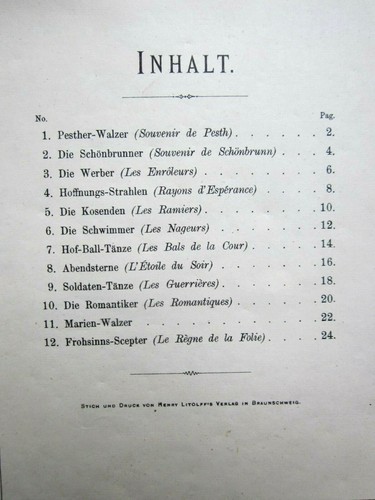 INHALT.
No. Pag.
1. Pesther-Walzer (Souvenir de Pesth) . . . . . . 2.
2. Die Schönbrunner (Souvenir de Schönbrunn) . . . 4.
3. Die Werber (Les Enrôleurs) . . . . . . . 6.
4. Hoffnungs-Strahlen (Rayons d'Espérance) . . . . 8.
5. Die Kosenden (Les Ramiers) . . . . . . . . 10.
6. Die Schwimmer (Les Nageurs) . . . . . . . 12.
7. Hof-Ball-Tänze (Les Bals de la Cour) . . . . . 14.
8. Abendsterne (L'Étoile du Soir) . . . . . . . 16.
9. Soldaten-Tänze (Les Guerrières) . . . . . . 18.
10. Die Romantiker (Les Romantiques) . . . . . . 20.
11. Marien-Walzer . . . . . . . . . . . 22.
12. Frohsinns-Scepter (Le Règne de la Folie) . . . . 24.
STICH UND DRUCK VON HENRY LITOLFF'S VERLAG IN BRAUNSCHWEIG.